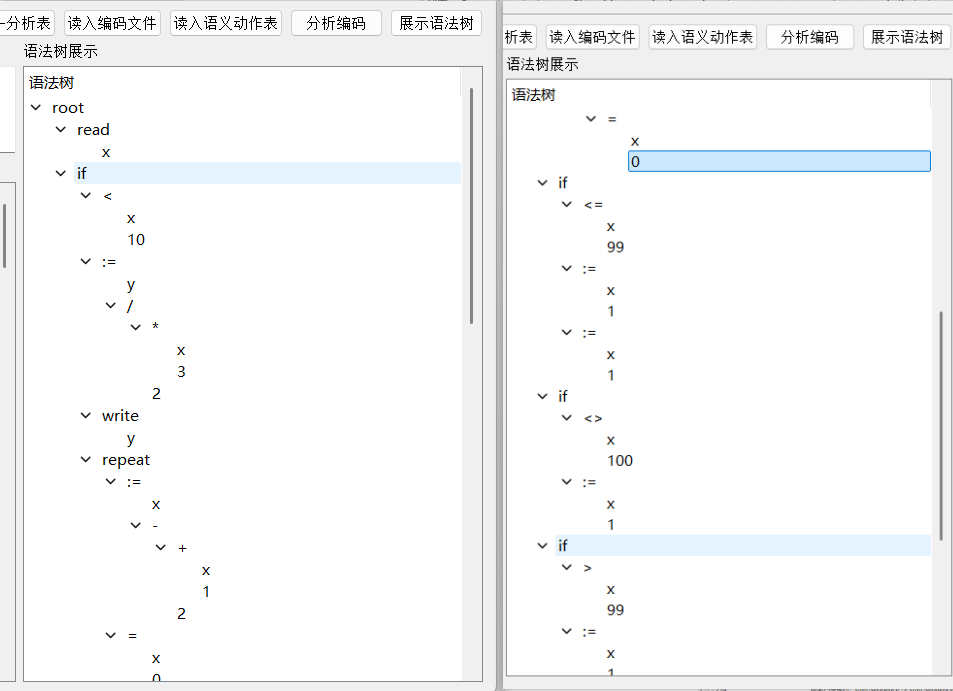 一分析表 读入编码文件 读入语义动作表 分析编码 展示语法树
语法树展示
语法树
root
read
x
if
<
x
10
:=
y
/
*
x
3
2
write
y
repeat
:=
x
-
+
x
1
2
=
x
0
析表 读入编码文件 读入语义动作表 分析编码 展示语法树
语法树展示
语法树
=
x
0
if
<=
x
99
:=
x
1
:=
x
1
if
<>
x
100
:=
x
1
if
>
x
99
:=
x
1